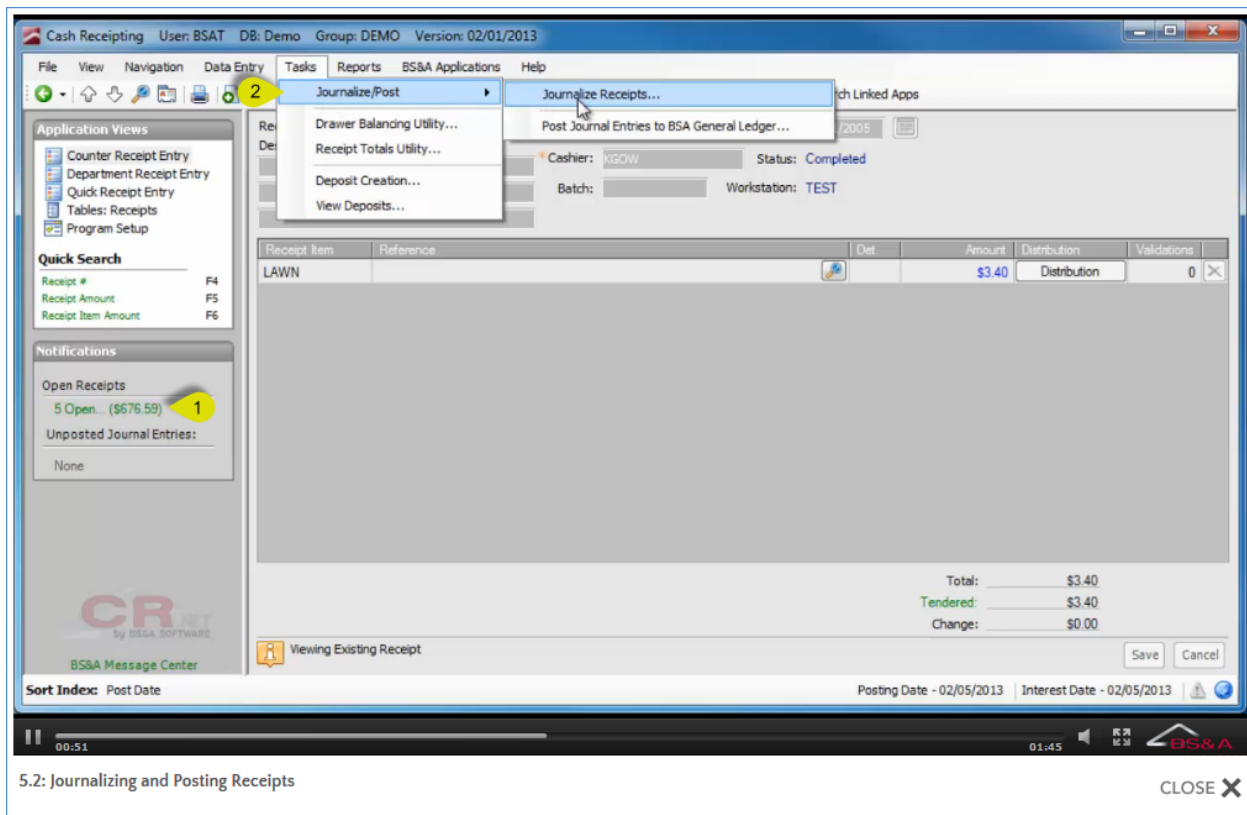 Cash Receipting User: BSAT DB: Demo Group: DEMO Version: 02/01/2013
File View Navigation Data Entry Tasks Reports BS&A Applications Help
2 Journalize/Post Journalize Receipts... ch Linked Apps
Application Views
Counter Receipt Entry
Department Receipt Entry
Quick Receipt Entry
Tables: Receipts
Program Setup
Quick Search
Receipt # F4
Receipt Amount F5
Receipt Item Amount F6
Notifications
Open Receipts
5 Open... ($676.59) 1
Unposted Journal Entries:
None
CR.NET
by BS&A SOFTWARE
BS&A Message Center
Drawer Balancing Utility... Post Journal Entries to BSA General Ledger... /2005
Receipt Totals Utility...
Deposit Creation...
View Deposits...
Re
De
*Cashier: KGOW Status: Completed
Batch: Workstation: TEST
Receipt Item Reference Det Amount Distribution Validations
LAWN $3.40 Distribution 0
Total: $3.40
Tendered: $3.40
Change: $0.00
Viewing Existing Receipt Save Cancel
Sort Index: Post Date Posting Date - 02/05/2013 Interest Date - 02/05/2013
00:51 01:45 BS&A
5.2: Journalizing and Posting Receipts CLOSE X